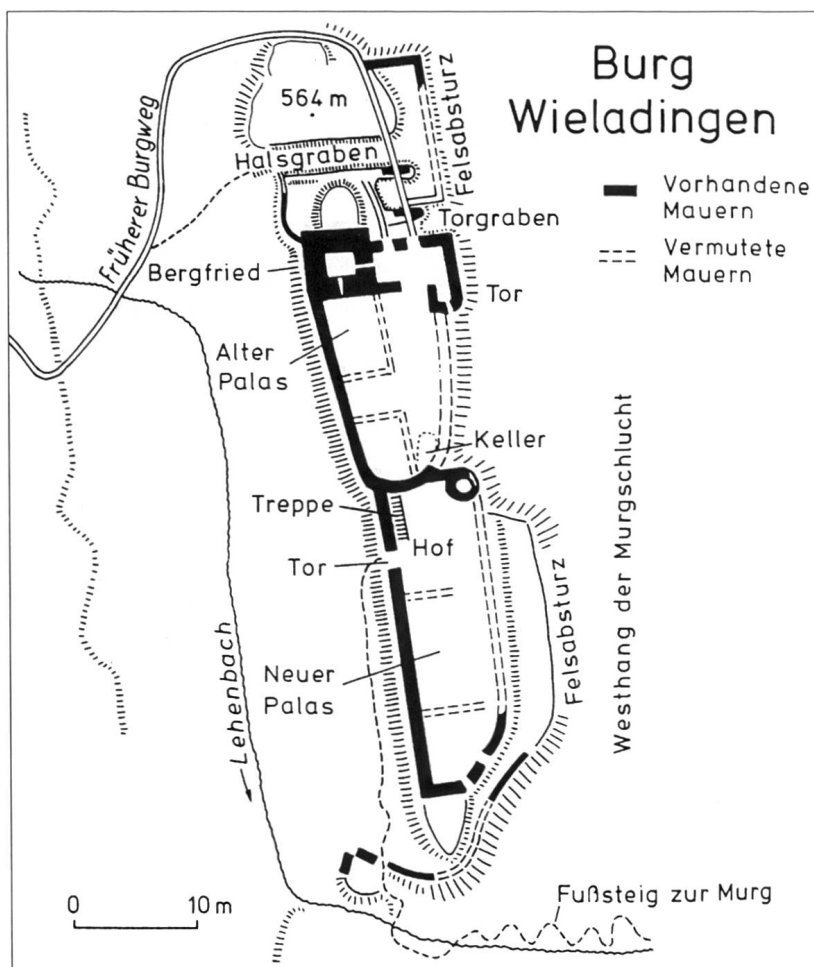 Burg
Wieladingen
Vorhandene
Mauern
Vermutete
Mauern
564 m
Halsgraben
Felsabsturz
Früherer Burgweg
Torgraben
Bergfried
Tor
Alter
Palas
Keller
Treppe
Hof
Tor
Westhang der Murgschlucht
Felsabsturz
Neuer
Palas
Lehenbach
0 10 m
Fußsteig zur Murg